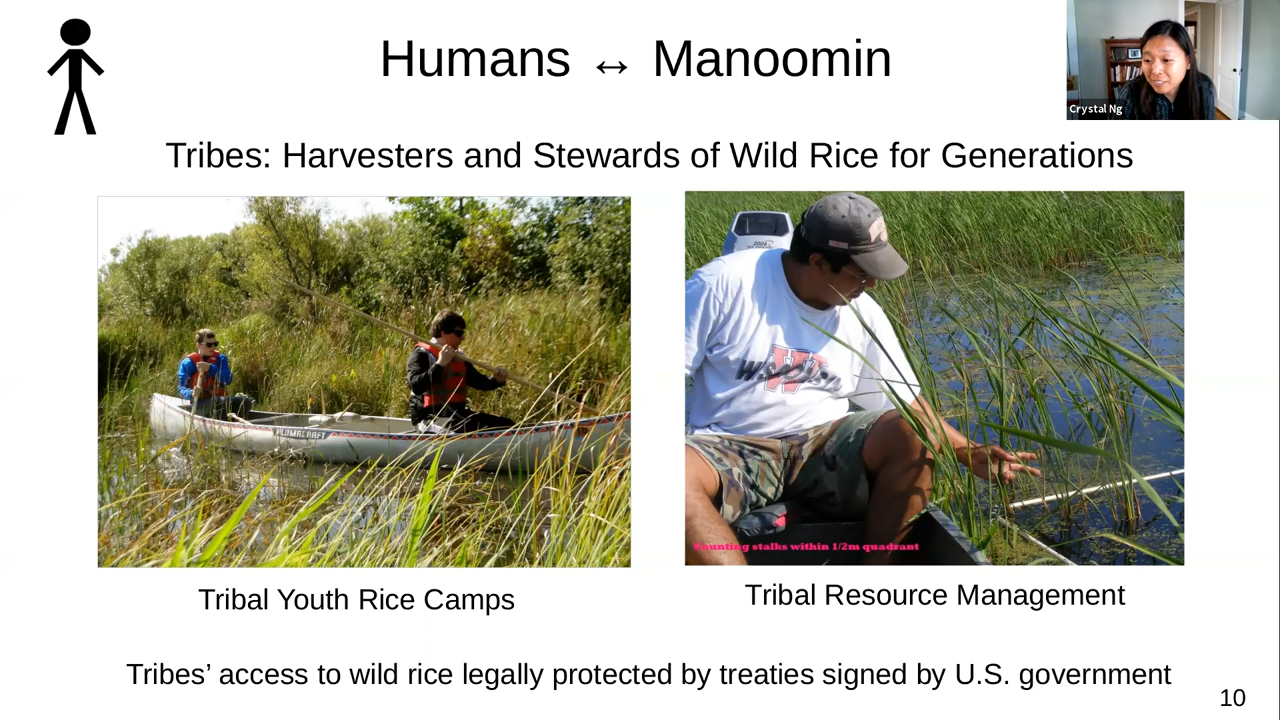 Humans ↔ Manoomin
Crystal Ng
Tribes: Harvesters and Stewards of Wild Rice for Generations
2006
counting stalks within 1/2m quadrant
Tribal Youth Rice Camps
Tribal Resource Management
Tribes’ access to wild rice legally protected by treaties signed by U.S. government
10